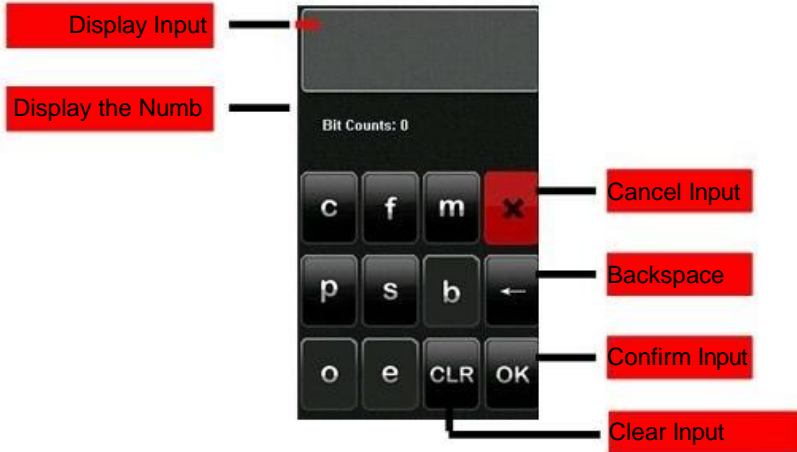 Display Input
Display the Numb
Bit Counts: 0
c f m ×
Cancel Input
p s b ←
Backspace
o e CLR OK
Confirm Input
Clear Input